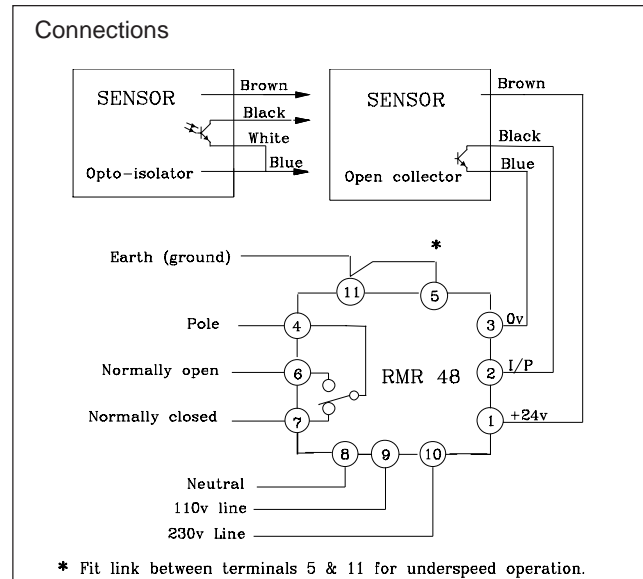 Connections
SENSOR
Brown
Black
White
Blue
Opto-isolator
SENSOR
Brown
Black
Blue
Open collector
Earth (ground)
*
11
5
Pole
4
3
0v
Normally open
6
RMR 48
2
I/P
Normally closed
7
1
+24v
8
9
10
Neutral
110v line
230v Line
* Fit link between terminals 5 & 11 for underspeed operation.